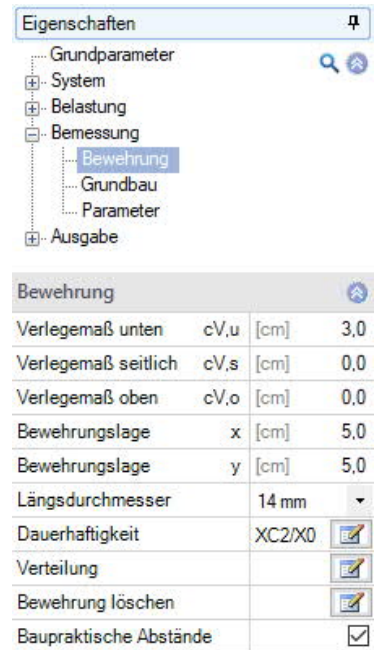 Eigenschaften
Grundparameter
System
Belastung
Bemessung
Bewehrung
Grundbau
Parameter
Ausgabe
Bewehrung
Verlegemaß unten cV,u [cm] 3,0
Verlegemaß seitlich cV,s [cm] 0,0
Verlegemaß oben cV,o [cm] 0,0
Bewehrungslage x [cm] 5,0
Bewehrungslage y [cm] 5,0
Längsdurchmesser 14 mm
Dauerhaftigkeit XC2/X0
Verteilung
Bewehrung löschen
Baupraktische Abstände